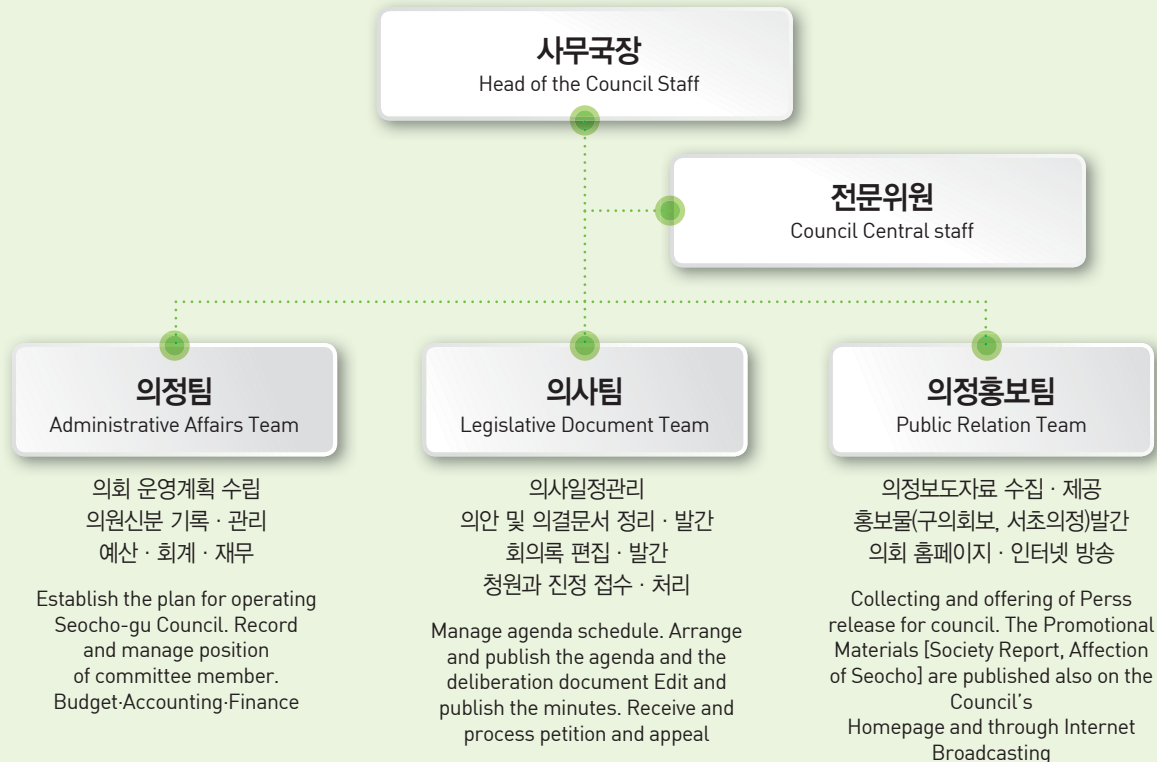 사무국장
Head of the Council Staff
전문위원
Council Central staff
의정팀
Administrative Affairs Team
의회 운영계획 수립
의원신분 기록 · 관리
예산 · 회계 · 재무
Establish the plan for operating
Seocho-gu Council. Record
and manage position
of committee member.
Budget·Accounting·Finance
의사팀
Legislative Document Team
의사일정관리
의안 및 의결문서 정리 · 발간
회의록 편집 · 발간
청원과 진정 접수 · 처리
Manage agenda schedule. Arrange
and publish the agenda and the
deliberation document Edit and
publish the minutes. Receive and
process petition and appeal
의정홍보팀
Public Relation Team
의정보도자료 수집 · 제공
홍보물(구의회보, 서초의정)발간
의회 홈페이지 · 인터넷 방송
Collecting and offering of Perss
release for council. The Promotional
Materials [Society Report, Affection
of Seocho] are published also on the
Council's
Homepage and through Internet
Broadcasting